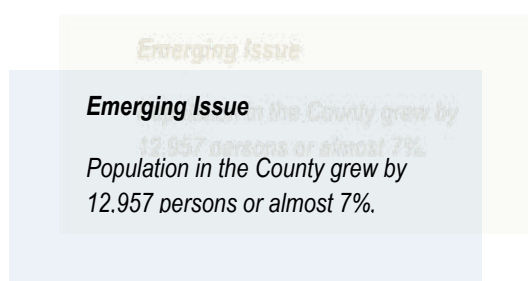 Emerging Issue
Population in the County grew by
12,957 persons or almost 7%.